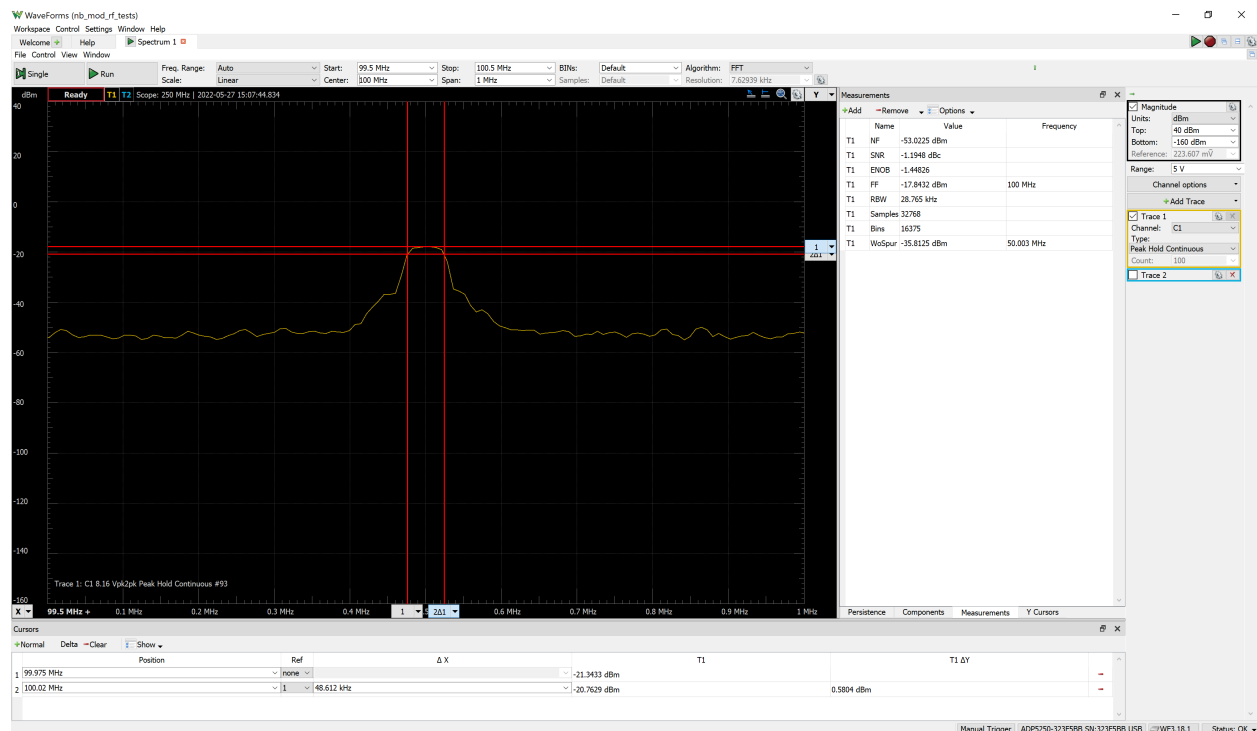 WaveForms (nb_mod_rf_tests)
Workspace Control Settings Window Help
Welcome Help Spectrum 1
File Control View Window
Single Run Freq. Range: Auto Start: 99.5 MHz Stop: 100.5 MHz BINs: Default Algorithm: FFT
Scale: Linear Center: 100 MHz Span: 1 MHz Samples: Default Resolution: 7.62939 kHz
dBm Ready T1 T2 Scope: 250 MHz | 2022-05-27 15:07:44.834 Y
40
20
0
-20
-40
-60
-80
-100
-120
-140
-160
1
2Δ1
Trace 1: C1 8.16 Vpk2pk Peak Hold Continuous #93
X 99.5 MHz + 0.1 MHz 0.2 MHz 0.3 MHz 0.4 MHz 1 2Δ1 0.6 MHz 0.7 MHz 0.8 MHz 0.9 MHz 1 MHz
Measurements
Add Remove Options
Name Value Frequency
T1 NF -53.0225 dBm
T1 SNR -1.1948 dBc
T1 ENOB -1.44826
T1 FF -17.8432 dBm 100 MHz
T1 RBW 28.765 kHz
T1 Samples 32768
T1 Bins 16375
T1 WoSpur -35.8125 dBm 50.003 MHz
Persistence Components Measurements Y Cursors
Magnitude
Units: dBm
Top: 40 dBm
Bottom: -160 dBm
Reference: 223.607 mV
Range: 5 V
Channel options
Add Trace
Trace 1
Channel: C1
Type:
Peak Hold Continuous
Count: 100
Trace 2
Cursors
Normal Delta Clear Show
Position Ref Δ X T1 T1 ΔY
1 99.975 MHz none -21.3433 dBm
2 100.02 MHz 1 48.612 kHz -20.7629 dBm 0.5804 dBm
Manual Trigger ADP5250-323F5BB SN:323F5BB USB WF3.18.1 Status: OK